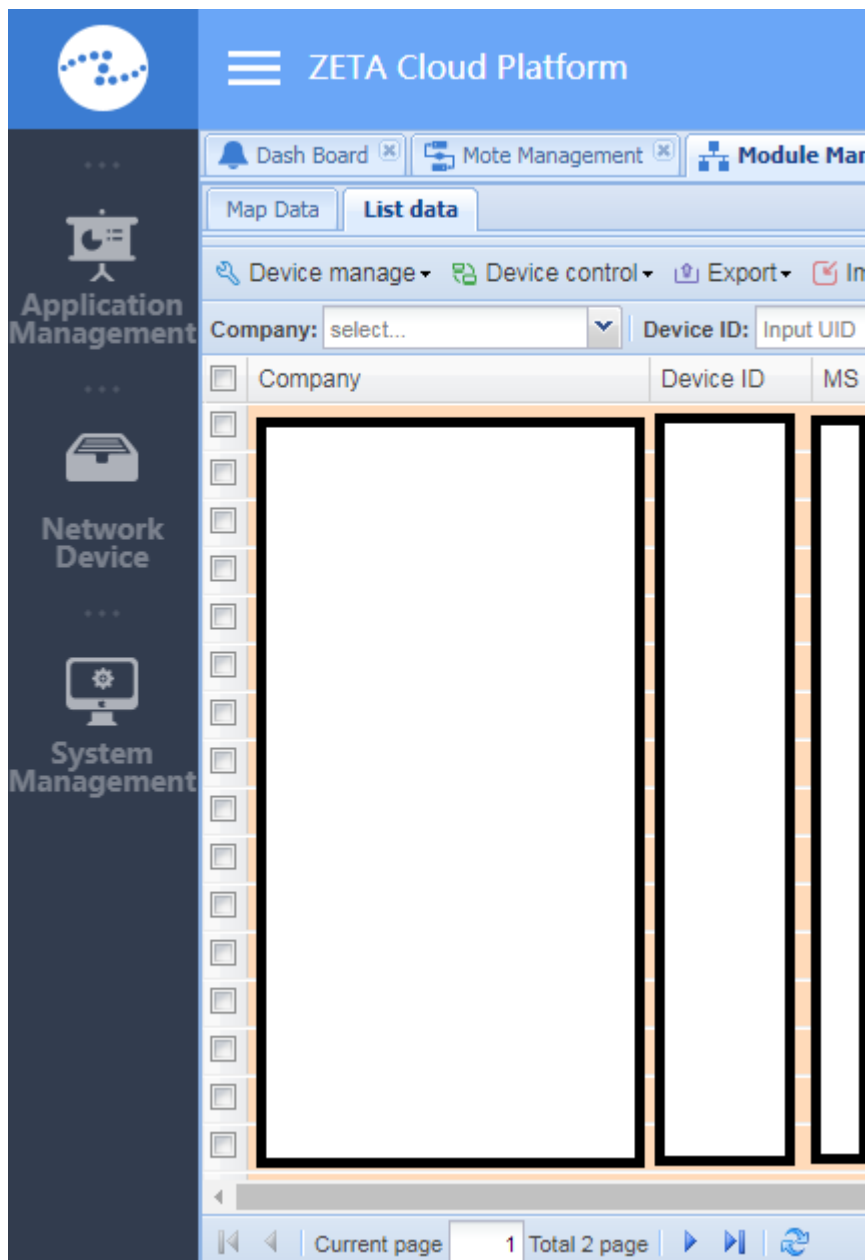 ZETA Cloud Platform
Dash Board Mote Management Module Man
Map Data List data
Device manage Device control Export Im
Application
Management
Company: select... Device ID: Input UID
Company Device ID MS
Network
Device
System
Management
Current page 1 Total 2 page